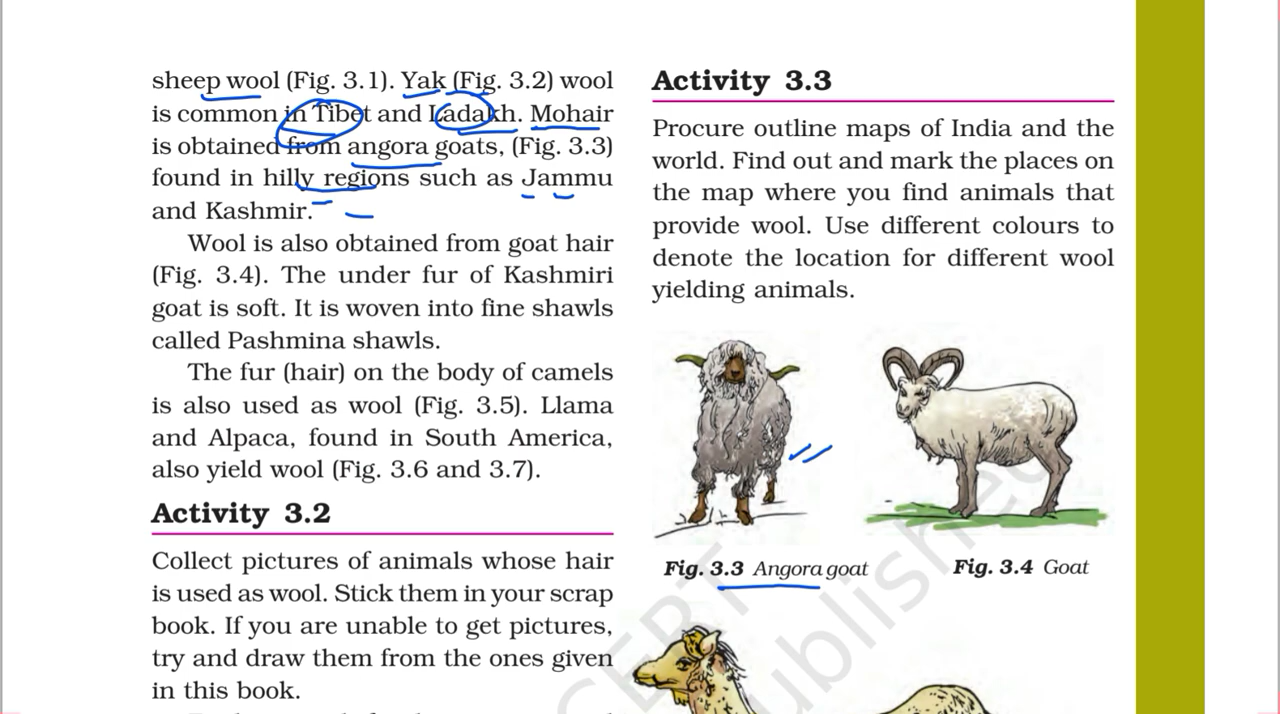 sheep wool (Fig. 3.1). Yak (Fig. 3.2) wool
is common in Tibet and Ladakh. Mohair
is obtained from angora goats, (Fig. 3.3)
found in hilly regions such as Jammu
and Kashmir.
Wool is also obtained from goat hair
(Fig. 3.4). The under fur of Kashmiri
goat is soft. It is woven into fine shawls
called Pashmina shawls.
The fur (hair) on the body of camels
is also used as wool (Fig. 3.5). Llama
and Alpaca, found in South America,
also yield wool (Fig. 3.6 and 3.7).
Activity 3.2
Collect pictures of animals whose hair
is used as wool. Stick them in your scrap
book. If you are unable to get pictures,
try and draw them from the ones given
in this book.
Activity 3.3
Procure outline maps of India and the
world. Find out and mark the places on
the map where you find animals that
provide wool. Use different colours to
denote the location for different wool
yielding animals.
Fig. 3.3 Angora goat
Fig. 3.4 Goat